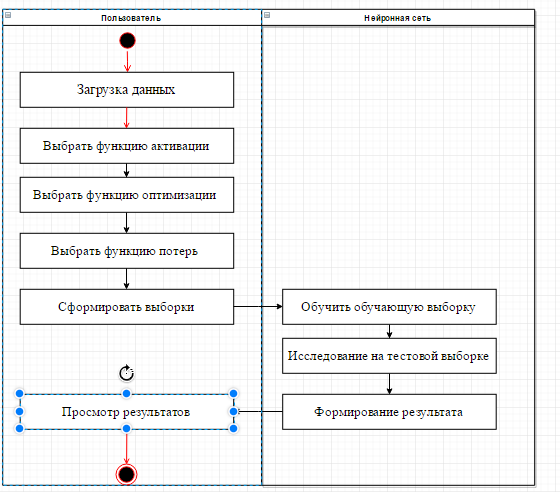 Пользователь
Нейронная сеть
Загрузка данных
Выбрать функцию активации
Выбрать функцию оптимизации
Выбрать функцию потерь
Сформировать выборки
Обучить обучающую выборку
Исследование на тестовой выборке
Формирование результата
Просмотр результатов